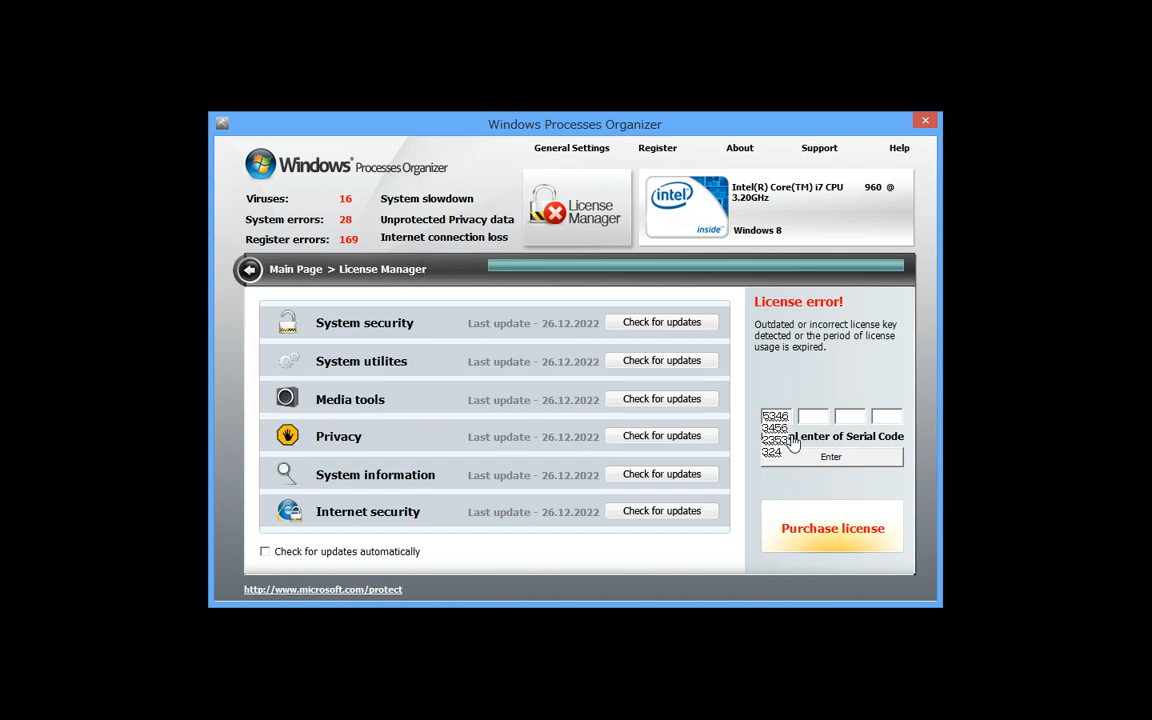 Windows Processes Organizer
General Settings Register About Support Help
Windows® Processes Organizer
Viruses: 16 System slowdown
System errors: 28 Unprotected Privacy data
Register errors: 169 Internet connection loss
License Manager
intel inside™
Intel(R) Core(TM) i7 CPU 960 @ 3.20GHz
Windows 8
Main Page > License Manager
System security Last update - 26.12.2022 Check for updates
System utilites Last update - 26.12.2022 Check for updates
Media tools Last update - 26.12.2022 Check for updates
Privacy Last update - 26.12.2022 Check for updates
System information Last update - 26.12.2022 Check for updates
Internet security Last update - 26.12.2022 Check for updates
Check for updates automatically
License error!
Outdated or incorrect license key
detected or the period of license
usage is expired.
5346
3456
2353
324
enter of Serial Code
Enter
Purchase license
http://www.microsoft.com/protect